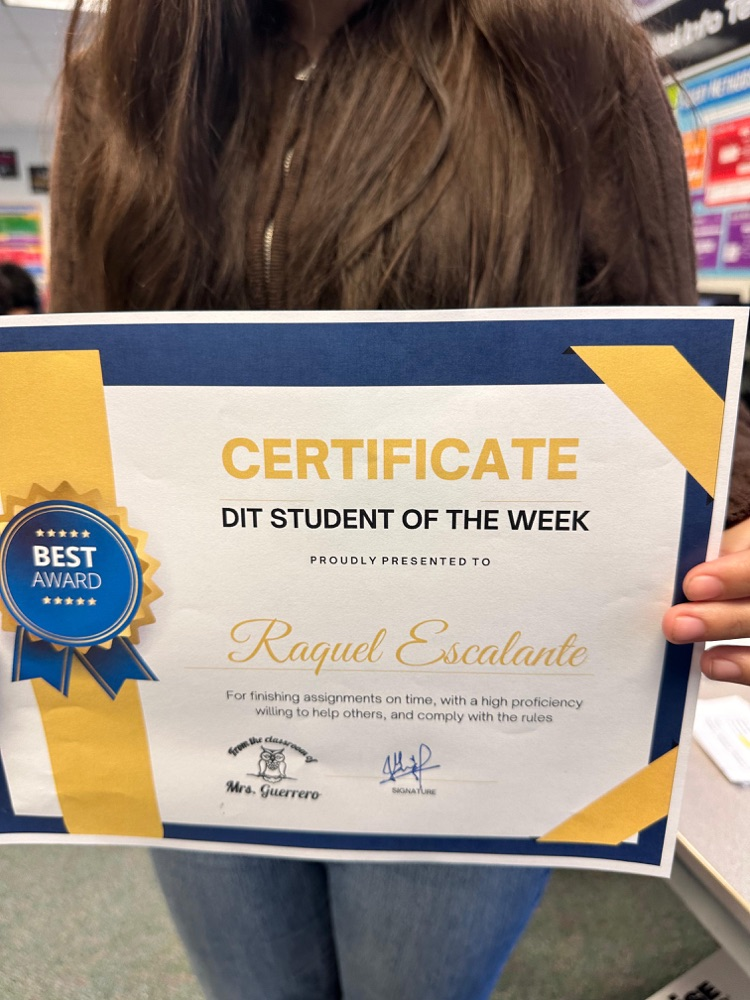 CERTIFICATE
DIT STUDENT OF THE WEEK
PROUDLY PRESENTED TO
BEST
AWARD
Raquel Escalante
For finishing assignments on time, with a high proficiency
willing to help others, and comply with the rules
From the classroom of
Mrs. Guerrero
SIGNATURE